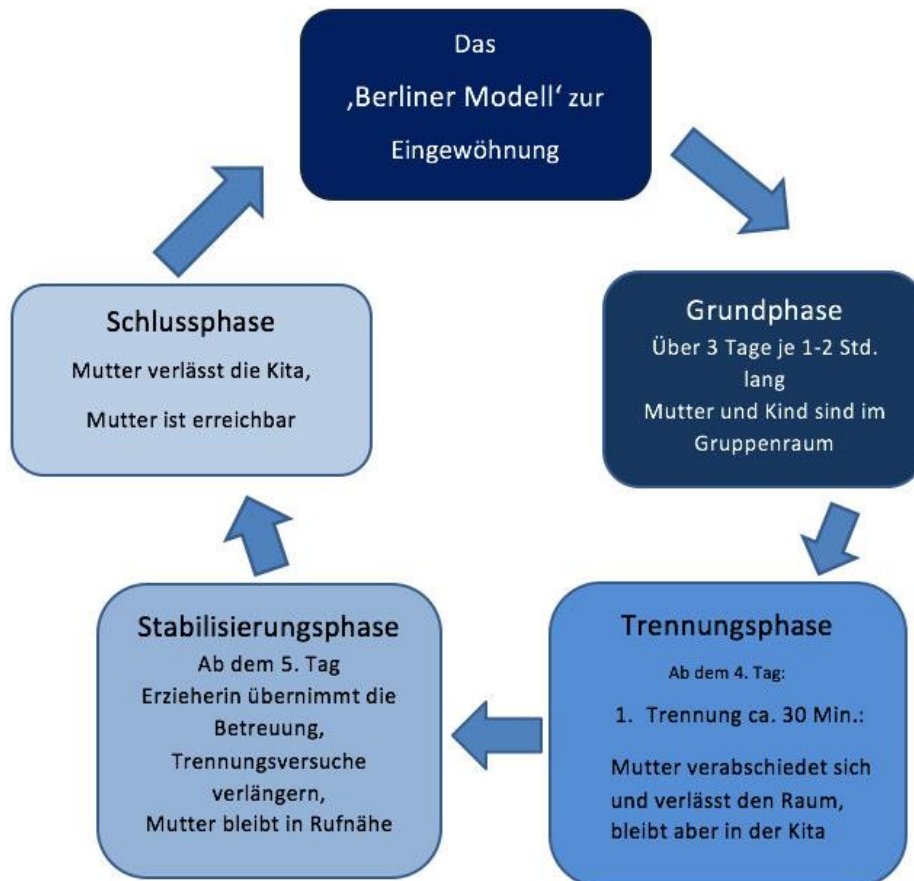 Das
‚Berliner Modell‘ zur
Eingewöhnung
Grundphase
Über 3 Tage je 1-2 Std.
lang
Mutter und Kind sind im
Gruppenraum
Trennungsphase
Ab dem 4. Tag:
1. Trennung ca. 30 Min.:
Mutter verabschiedet sich
und verlässt den Raum,
bleibt aber in der Kita
Stabilisierungsphase
Ab dem 5. Tag
Erzieherin übernimmt die
Betreuung,
Trennungsversuche
verlängern,
Mutter bleibt in Rufnähe
Schlussphase
Mutter verlässt die Kita,
Mutter ist erreichbar